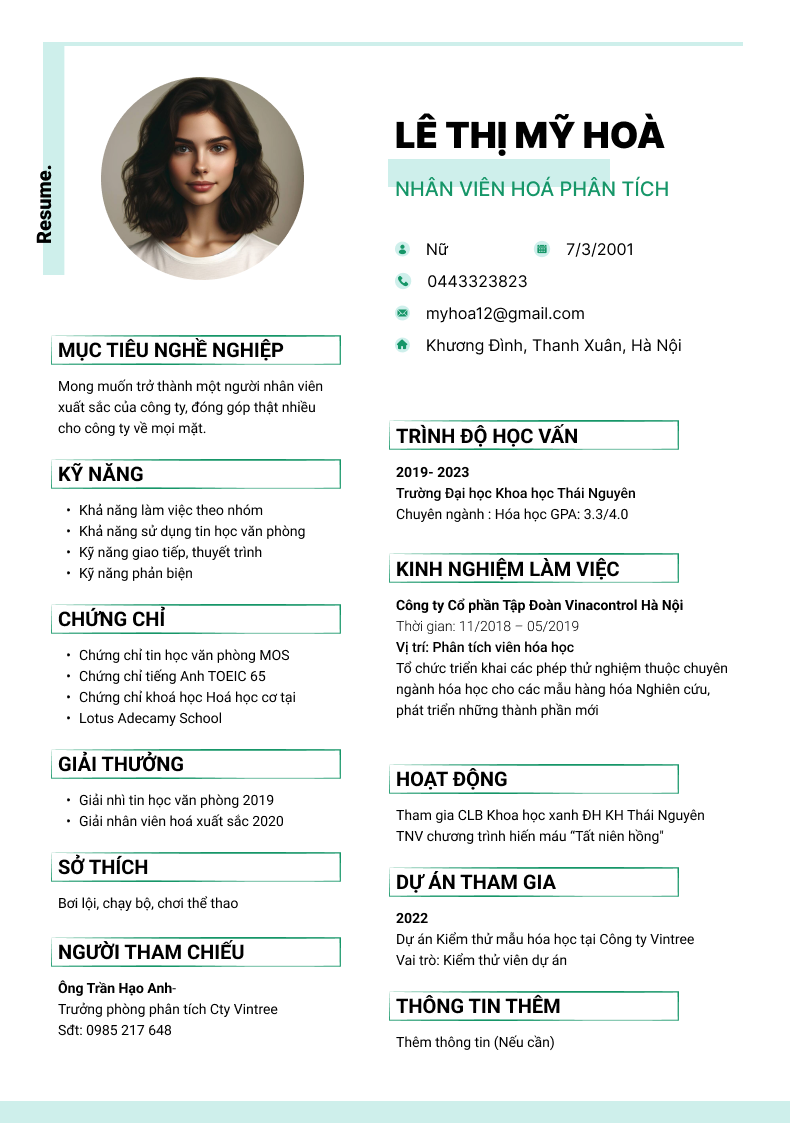 Resume.
LÊ THỊ MỸ HOÀ
NHÂN VIÊN HOÁ PHÂN TÍCH
Nữ
7/3/2001
0443323823
myhoa12@gmail.com
Khương Đình, Thanh Xuân, Hà Nội
MỤC TIÊU NGHỀ NGHIỆP
Mong muốn trở thành một người nhân viên
xuất sắc của công ty, đóng góp thật nhiều
cho công ty về mọi mặt.
KỸ NĂNG
• Khả năng làm việc theo nhóm
• Khả năng sử dụng tin học văn phòng
• Kỹ năng giao tiếp, thuyết trình
• Kỹ năng phản biện
CHỨNG CHỈ
• Chứng chỉ tin học văn phòng MOS
• Chứng chỉ tiếng Anh TOEIC 65
• Chứng chỉ khoá học Hoá học cơ tại
• Lotus Adecamy School
GIẢI THƯỞNG
• Giải nhì tin học văn phòng 2019
• Giải nhân viên hoá xuất sắc 2020
SỞ THÍCH
Bơi lội, chạy bộ, chơi thể thao
NGƯỜI THAM CHIẾU
Ông Trần Hạo Anh-
Trưởng phòng phân tích Cty Vintree
Sđt: 0985 217 648
TRÌNH ĐỘ HỌC VẤN
2019- 2023
Trường Đại học Khoa học Thái Nguyên
Chuyên ngành : Hóa học GPA: 3.3/4.0
KINH NGHIỆM LÀM VIỆC
Công ty Cổ phần Tập Đoàn Vinacontrol Hà Nội
Thời gian: 11/2018 – 05/2019
Vị trí: Phân tích viên hóa học
Tổ chức triển khai các phép thử nghiệm thuộc chuyên
ngành hóa học cho các mẫu hàng hóa Nghiên cứu,
phát triển những thành phần mới
HOẠT ĐỘNG
Tham gia CLB Khoa học xanh ĐH KH Thái Nguyên
TNV chương trình hiến máu “Tất niên hồng"
DỰ ÁN THAM GIA
2022
Dự án Kiểm thử mẫu hóa học tại Công ty Vintree
Vai trò: Kiểm thử viên dự án
THÔNG TIN THÊM
Thêm thông tin (Nếu cần)